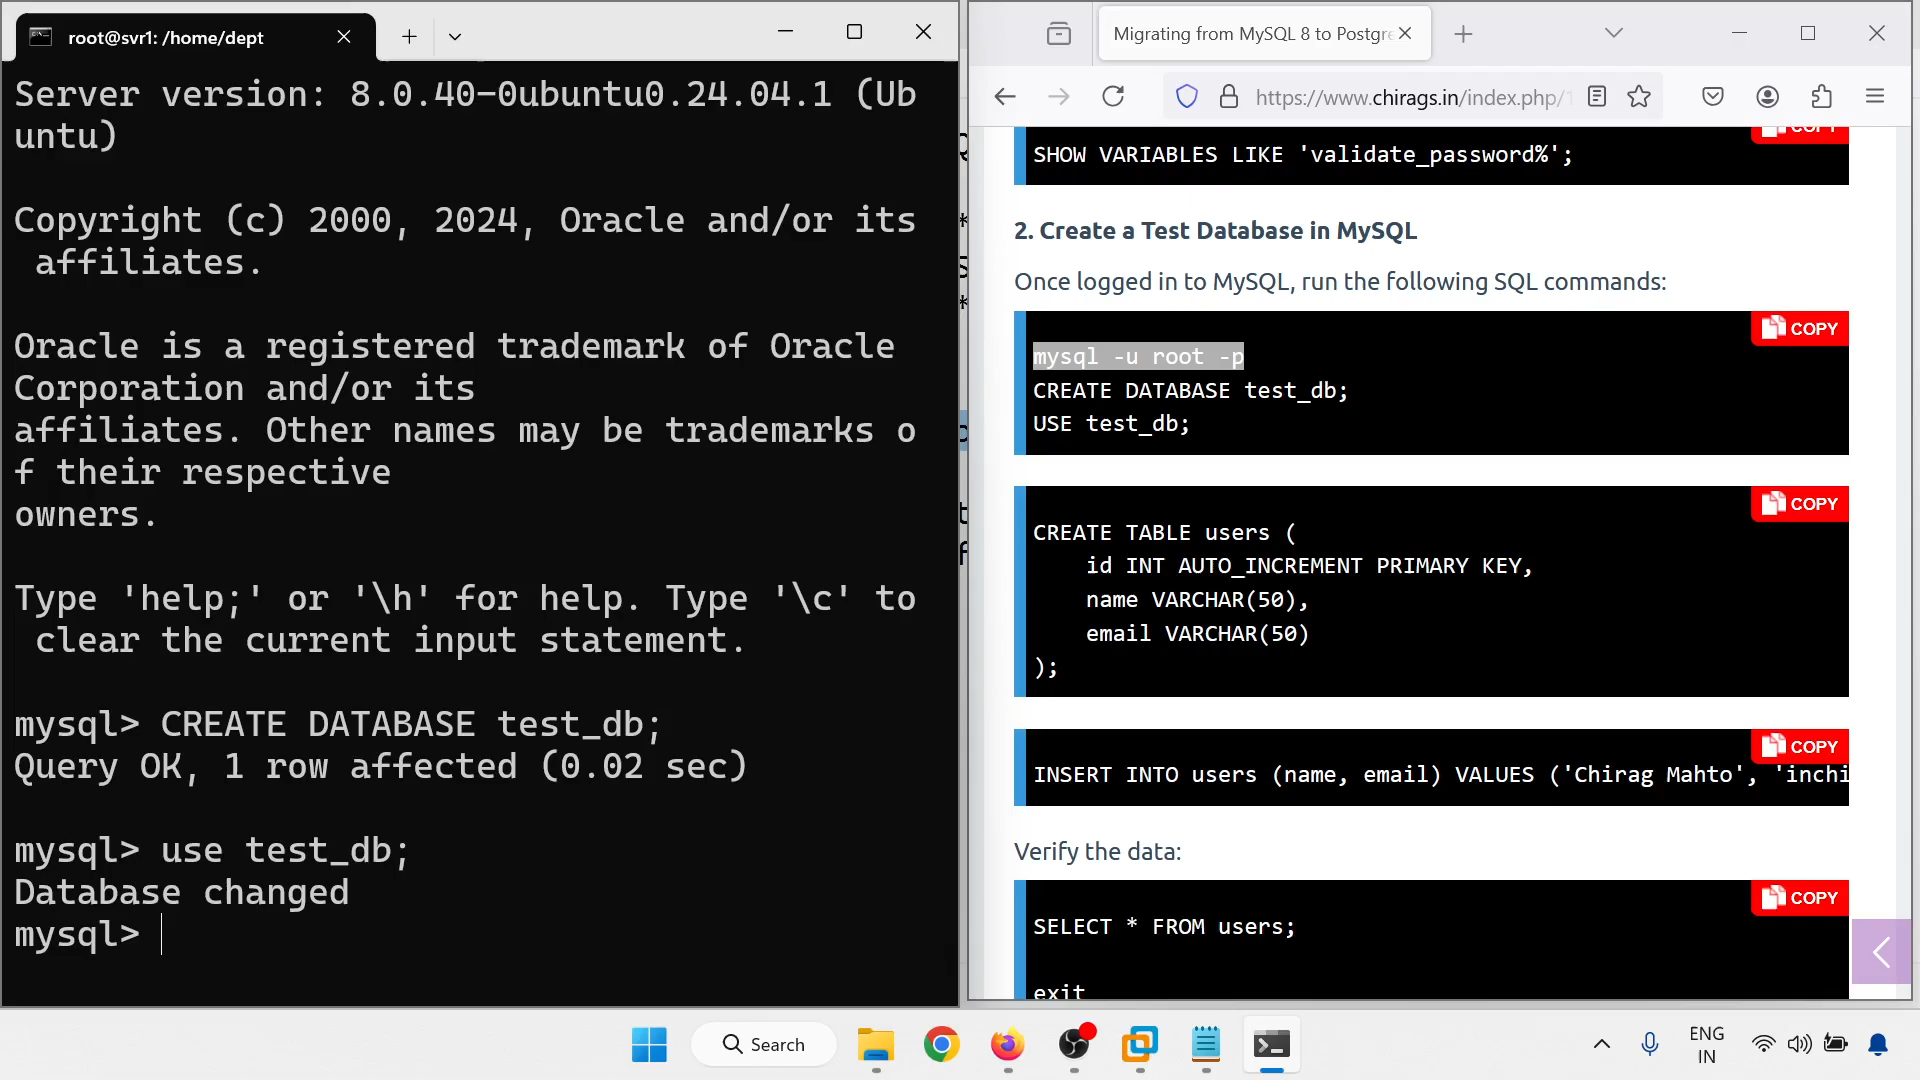 root@svr1: /home/dept
Server version: 8.0.40-0ubuntu0.24.04.1 (Ub
untu)
Copyright (c) 2000, 2024, Oracle and/or its
 affiliates.
Oracle is a registered trademark of Oracle
Corporation and/or its
affiliates. Other names may be trademarks o
f their respective
owners.
Type 'help;' or '\h' for help. Type '\c' to
 clear the current input statement.
mysql> CREATE DATABASE test_db;
Query OK, 1 row affected (0.02 sec)
mysql> use test_db;
Database changed
mysql>
Migrating from MySQL 8 to Postgre
https://www.chirags.in/index.php/1
COPY
SHOW VARIABLES LIKE 'validate_password%';
2. Create a Test Database in MySQL
Once logged in to MySQL, run the following SQL commands:
COPY
mysql -u root -p
CREATE DATABASE test_db;
USE test_db;
COPY
CREATE TABLE users (
    id INT AUTO_INCREMENT PRIMARY KEY,
    name VARCHAR(50),
    email VARCHAR(50)
);
COPY
INSERT INTO users (name, email) VALUES ('Chirag Mahto', 'inchi
Verify the data:
COPY
SELECT * FROM users;
exit
Search
ENG
IN